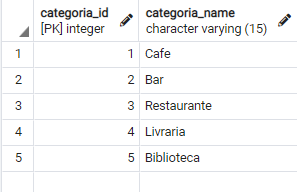 categoria_id categoria_name
[PK] integer character varying (15)
1 1 Cafe
2 2 Bar
3 3 Restaurante
4 4 Livraria
5 5 Biblioteca